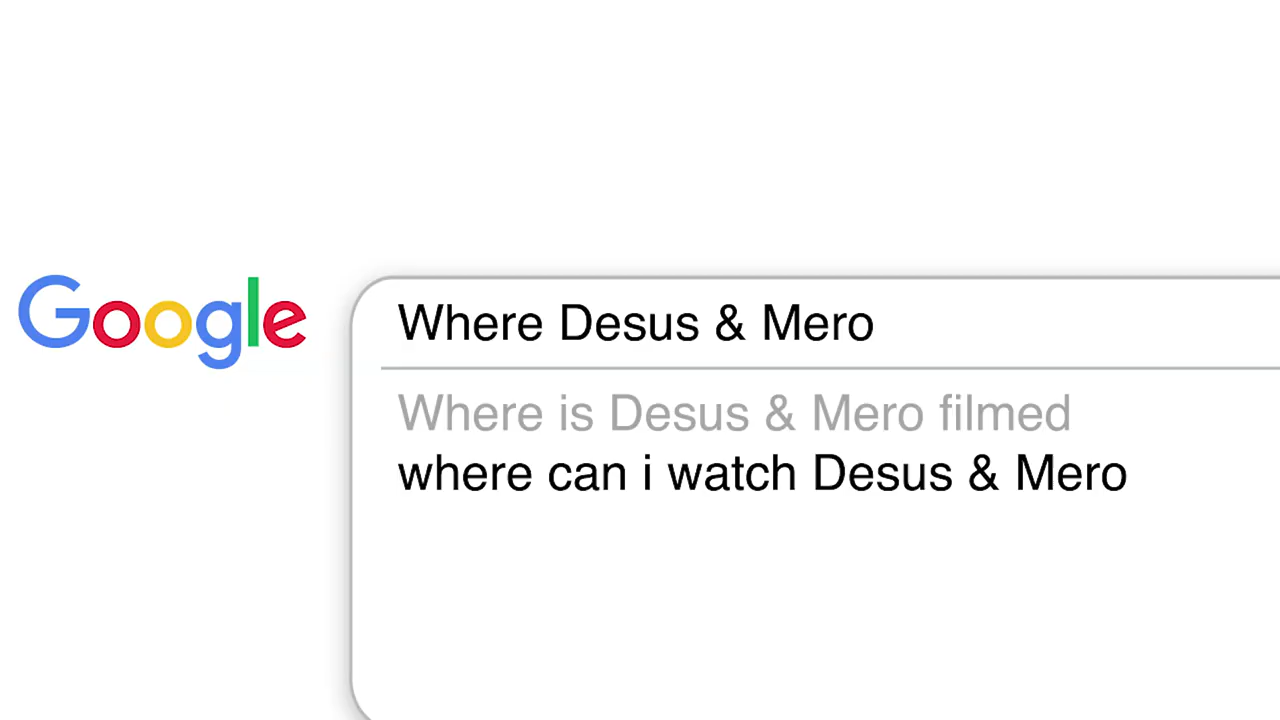 Google
Where Desus & Mero
Where is Desus & Mero filmed
where can i watch Desus & Mero